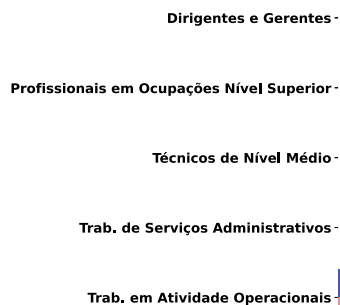 Dirigentes e Gerentes
Profissionais em Ocupações Nível Superior
Técnicos de Nível Médio
Trab. de Serviços Administrativos
Trab. em Atividade Operacionais